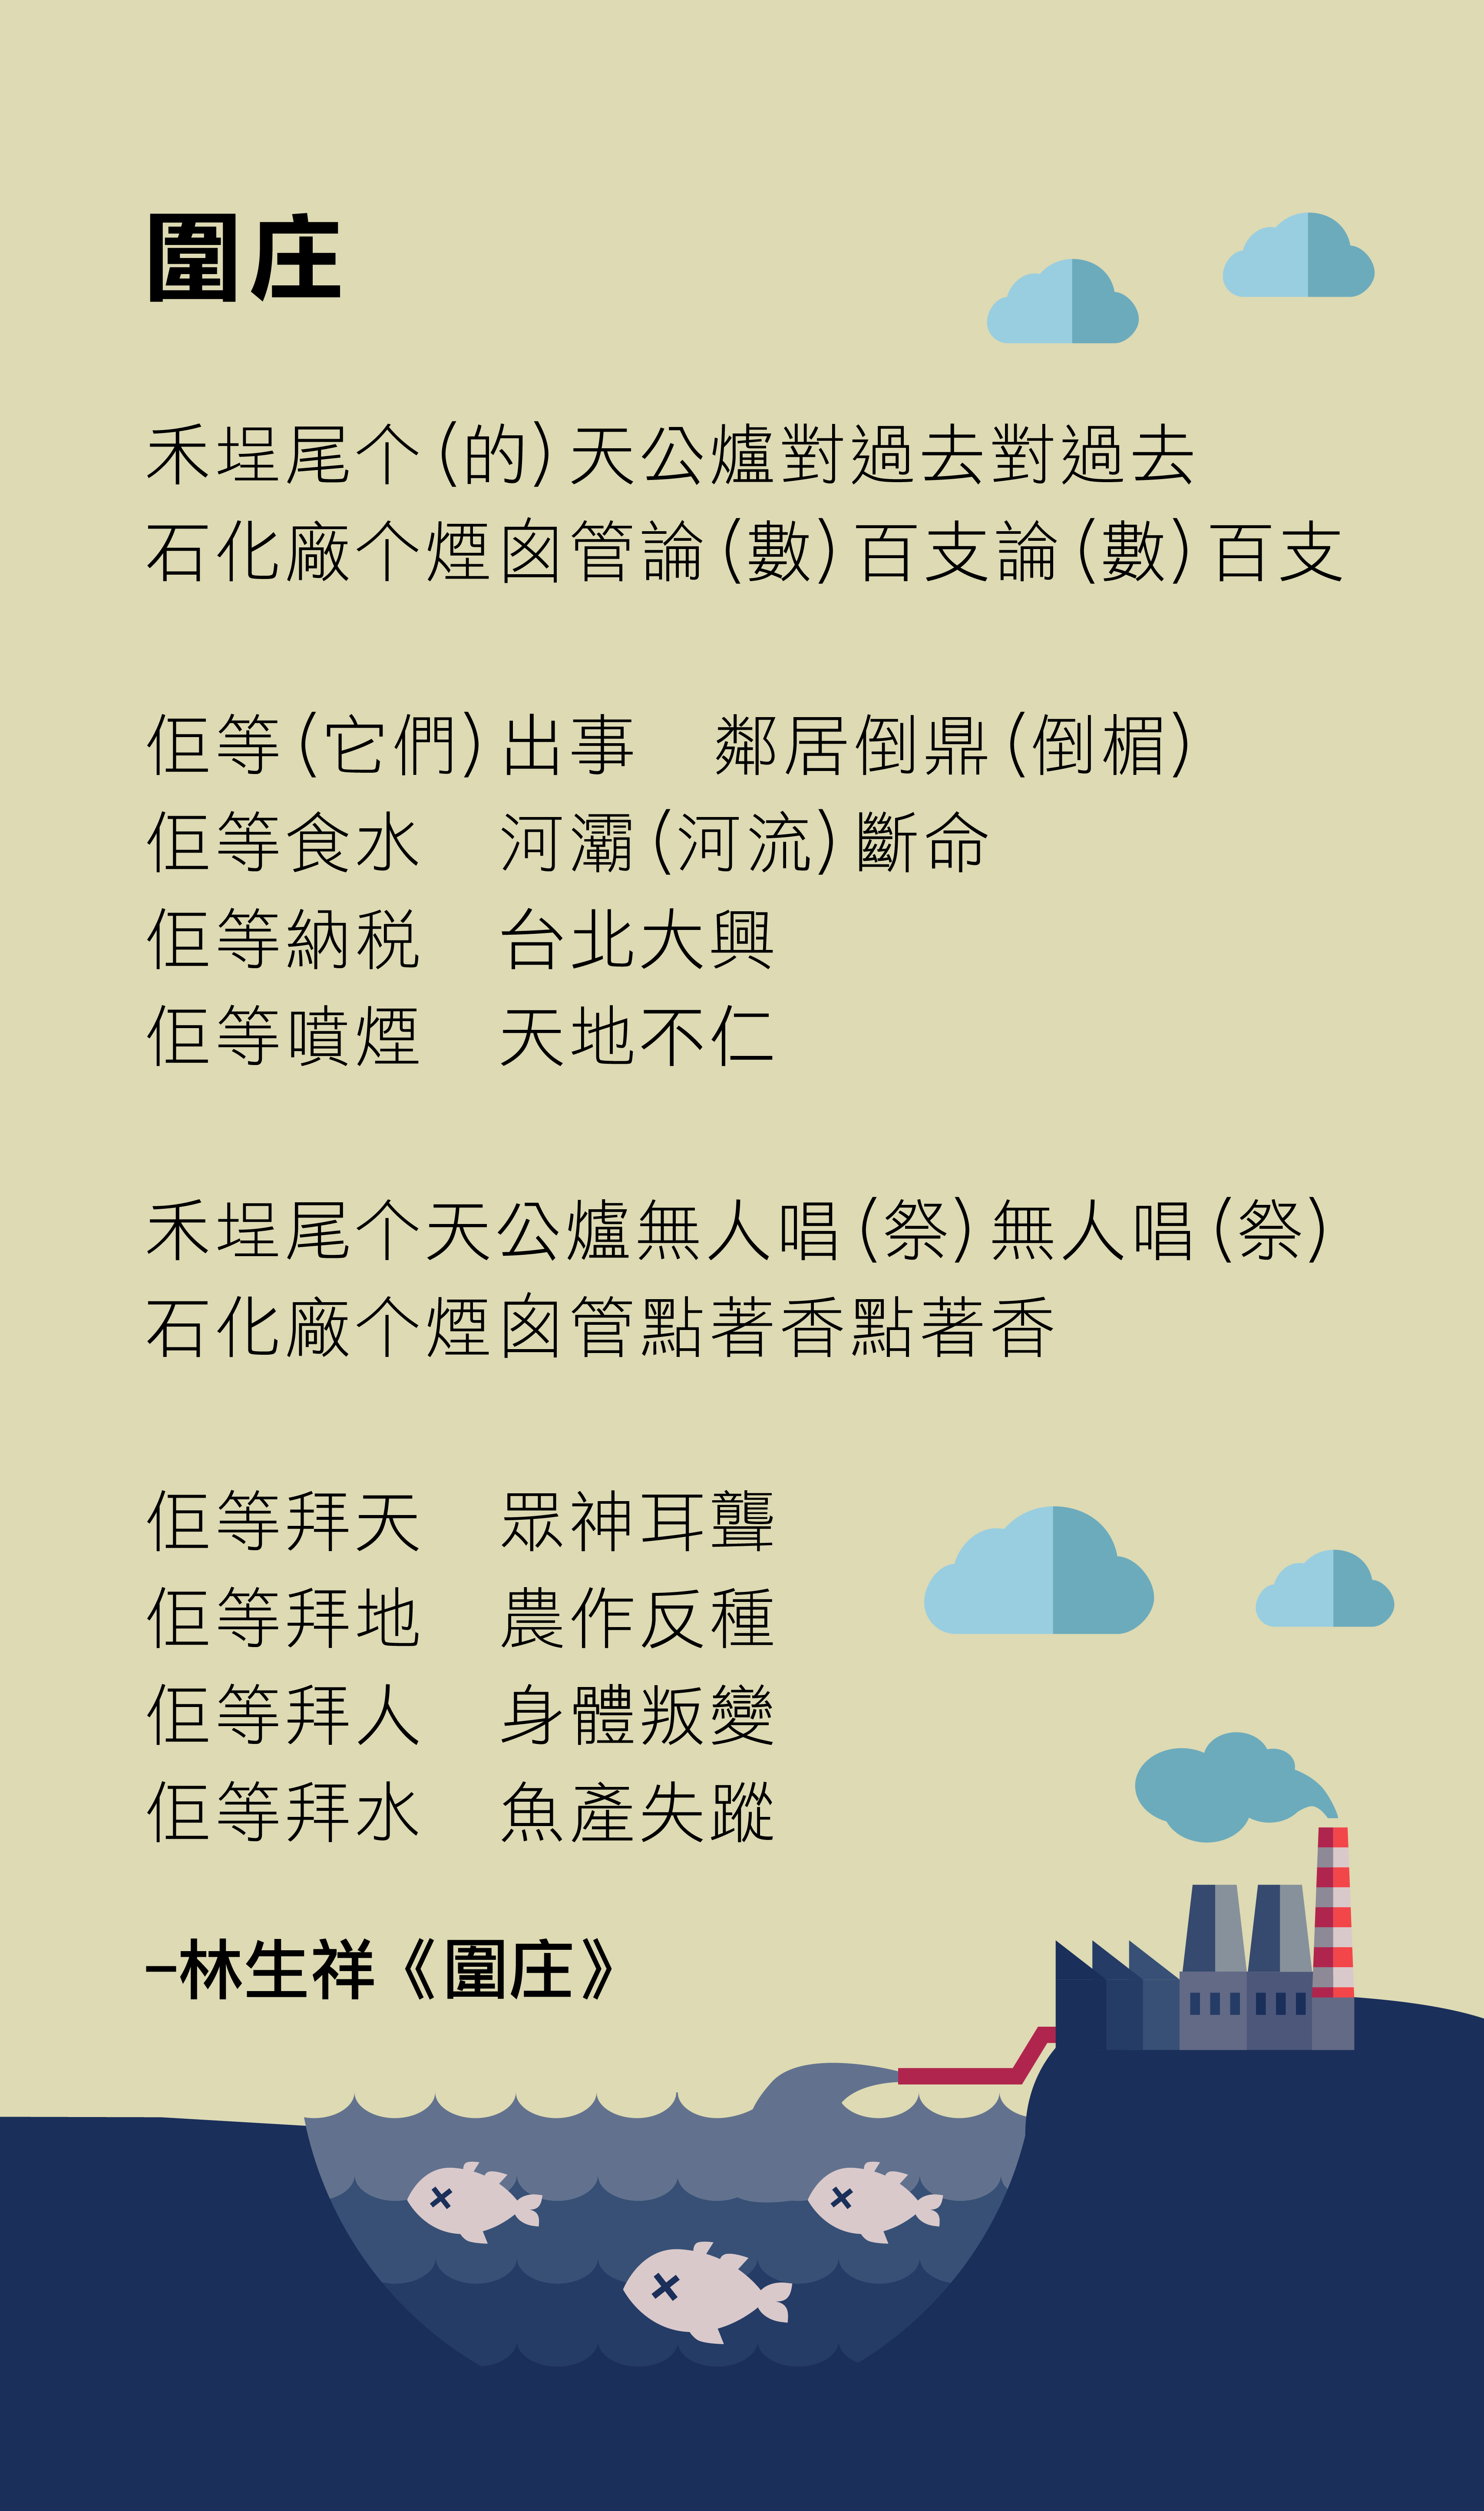 圍庄
禾埕尾个(的)天公爐對過去對過去
石化廠个煙囪管論(數)百支論(數)百支
佢等(它們)出事　鄰居倒鼎(倒楣)
佢等食水　河灞(河流)斷命
佢等納税　台北大興
佢等噴煙　天地不仁
禾埕尾个天公爐無人唱(祭)無人唱(祭)
石化廠个煙囪管點著香點著香
佢等拜天　眾神耳聾
佢等拜地　農作反種
佢等拜人　身體叛變
佢等拜水　魚產失蹤
–林生祥《圍庄》